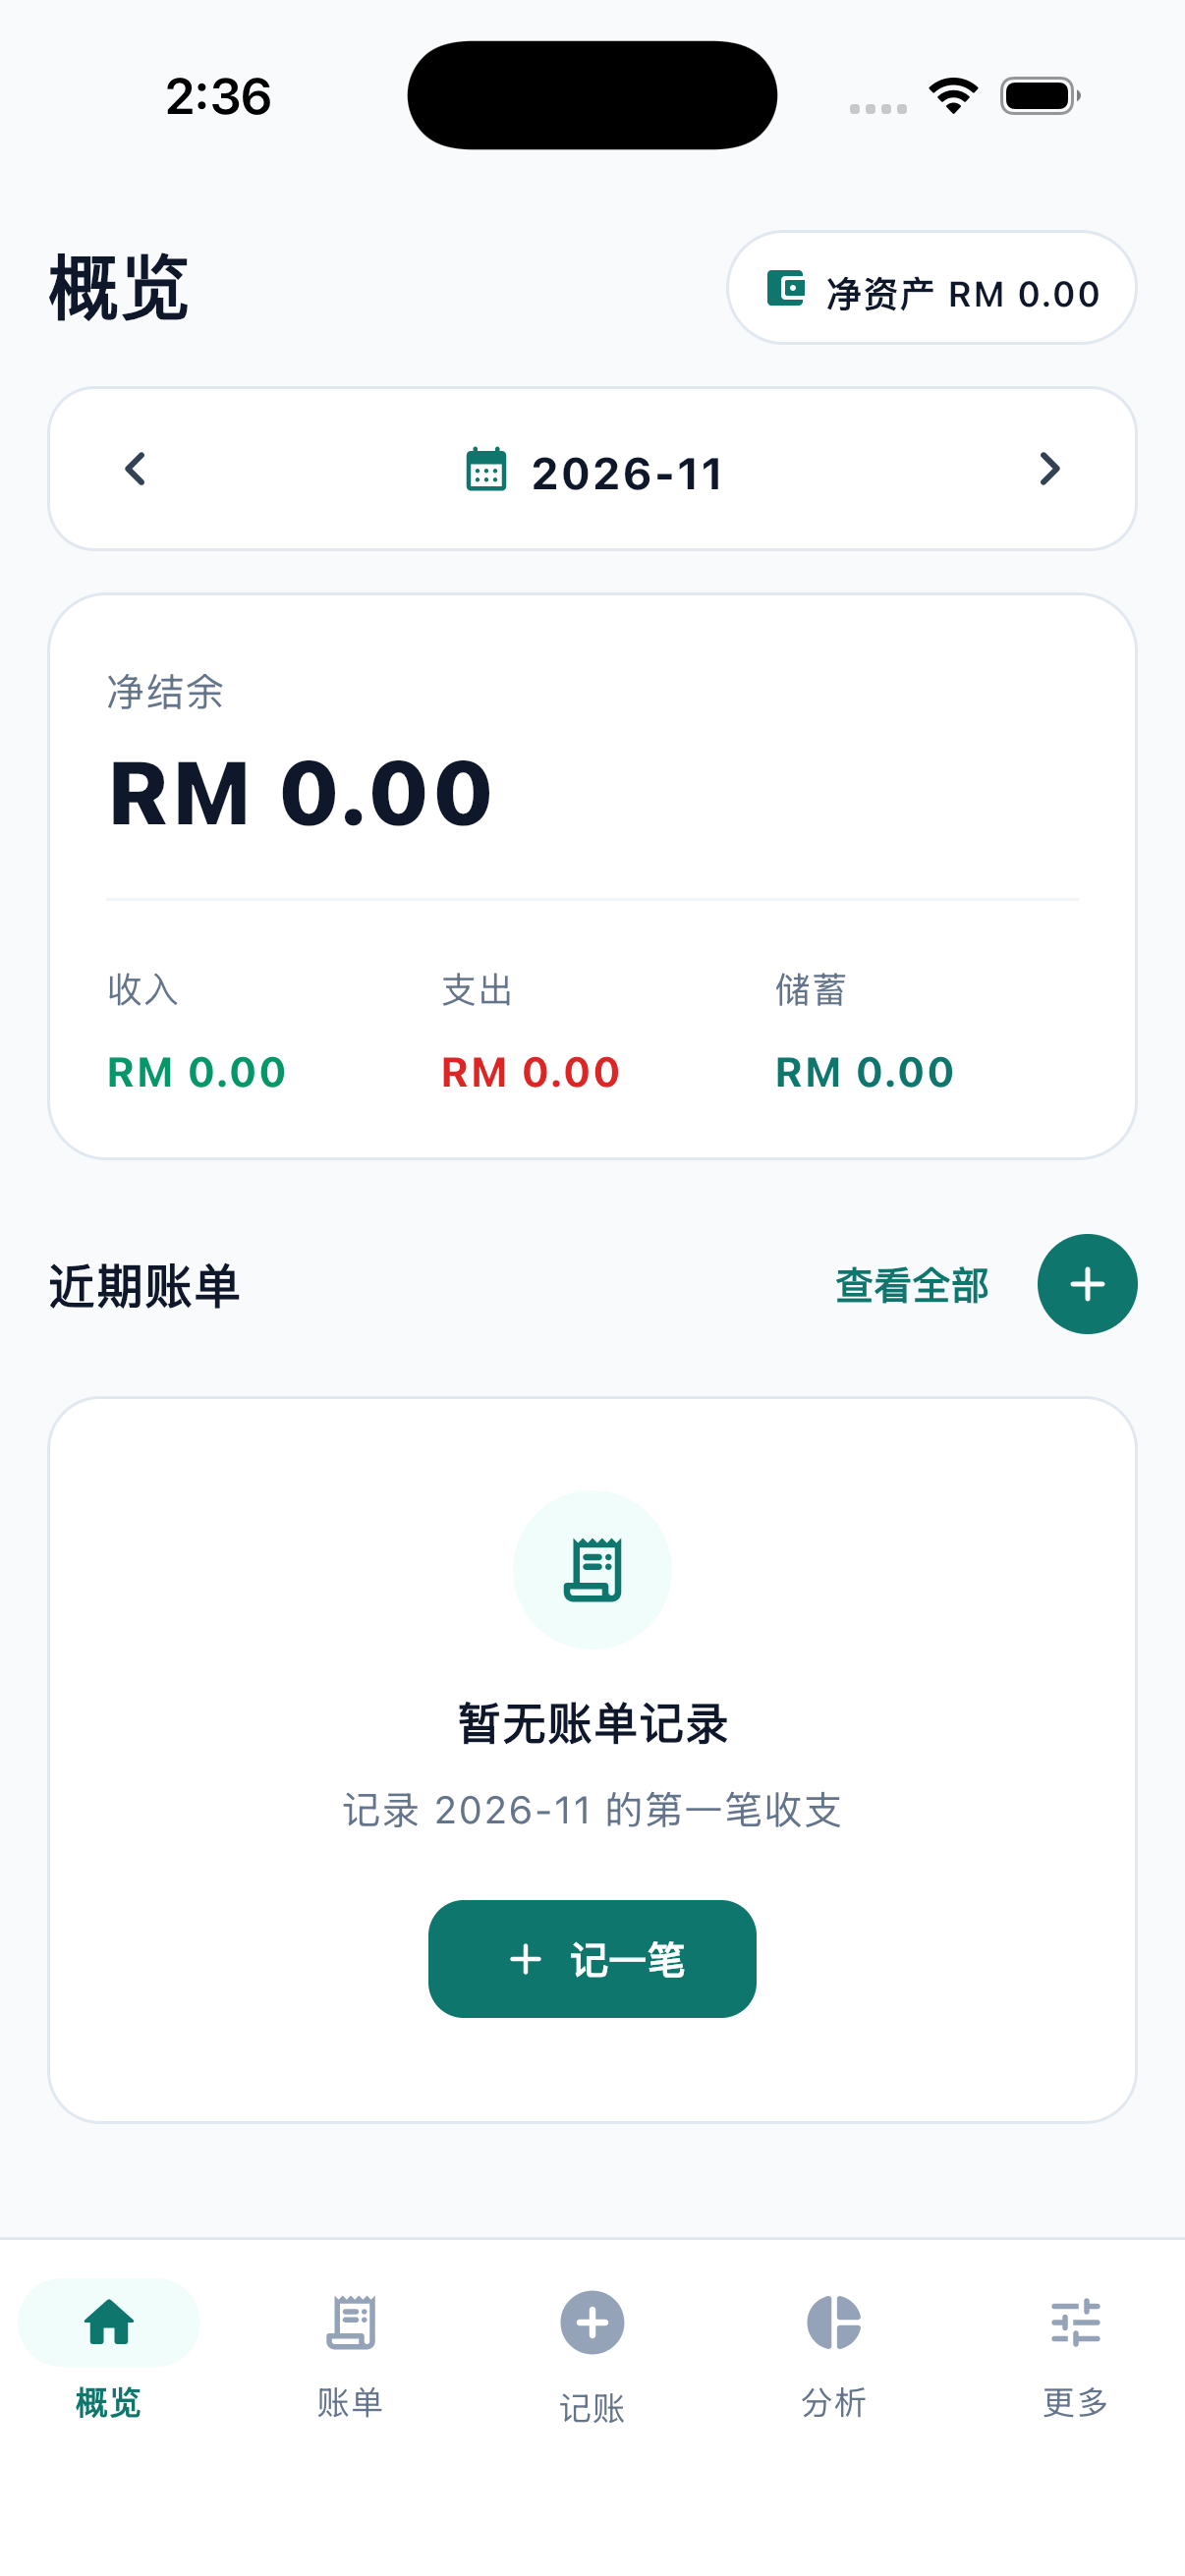 2:36
概览
净资产 RM 0.00
2026-11
净结余
RM 0.00
收入 支出 储蓄
RM 0.00 RM 0.00 RM 0.00
近期账单 查看全部
暂无账单记录
记录 2026-11 的第一笔收支
记一笔
概览 账单 记账 分析 更多